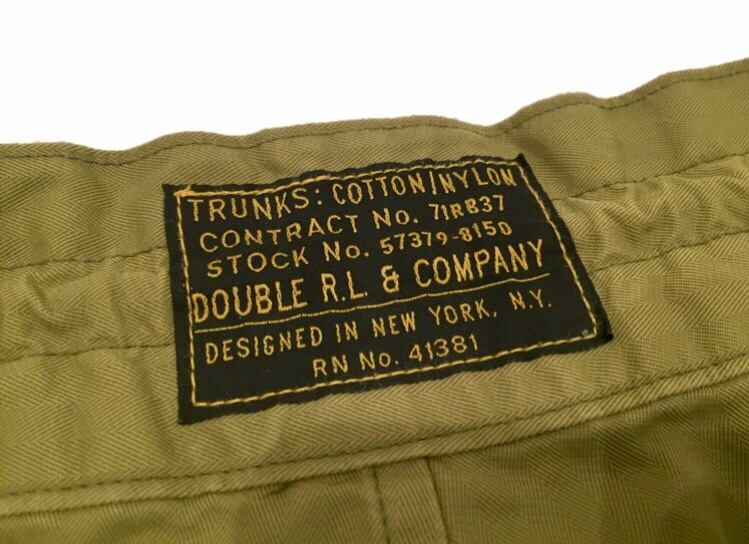 TRUNKS: COTTON/NYLON
CONTRACT No. 71RB37
STOCK No. 57379-8150
DOUBLE R.L. & COMPANY
DESIGNED IN NEW YORK, N.Y.
RN No. 41381